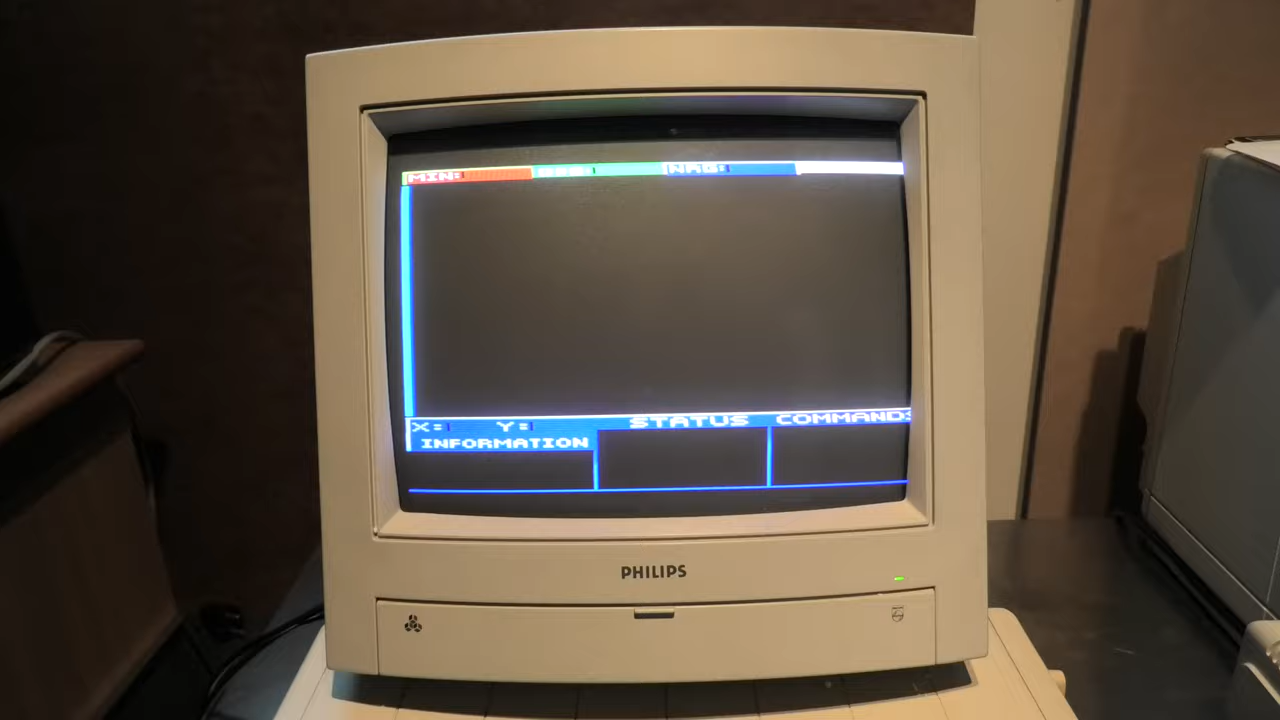 MIN: MAG:
X: Y: STATUS COMMANDS
INFORMATION
PHILIPS